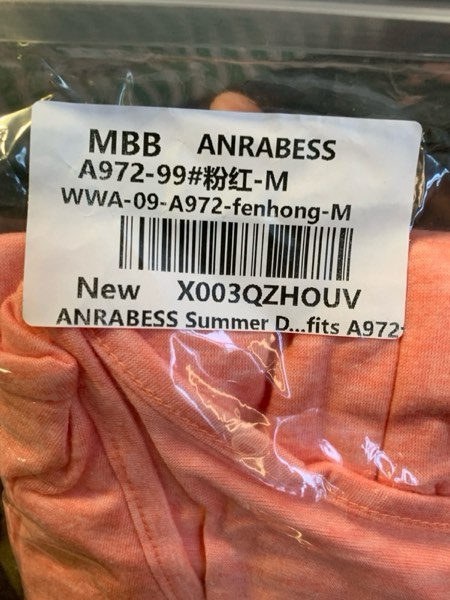 MBB ANRABESS
A972-99#粉红-M
WWA-09-A972-fenhong-M
New X003QZHOUV
ANRABESS Summer D...fits A972-